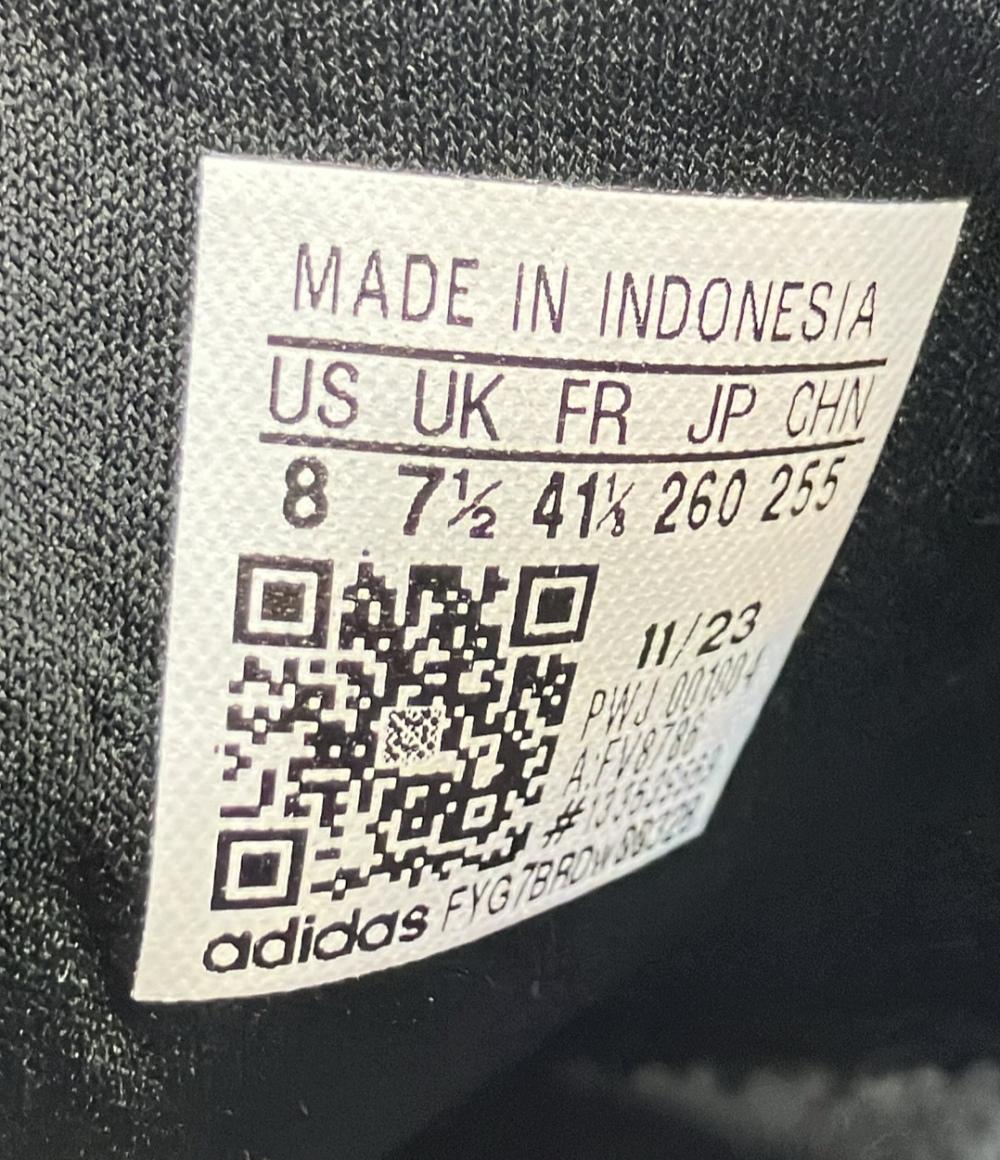 MADE IN INDONESIA
US UK FR JP CHN
8 7½ 41⅓ 260 255
11/23
PWJ 001004
A:FV8786
adidas